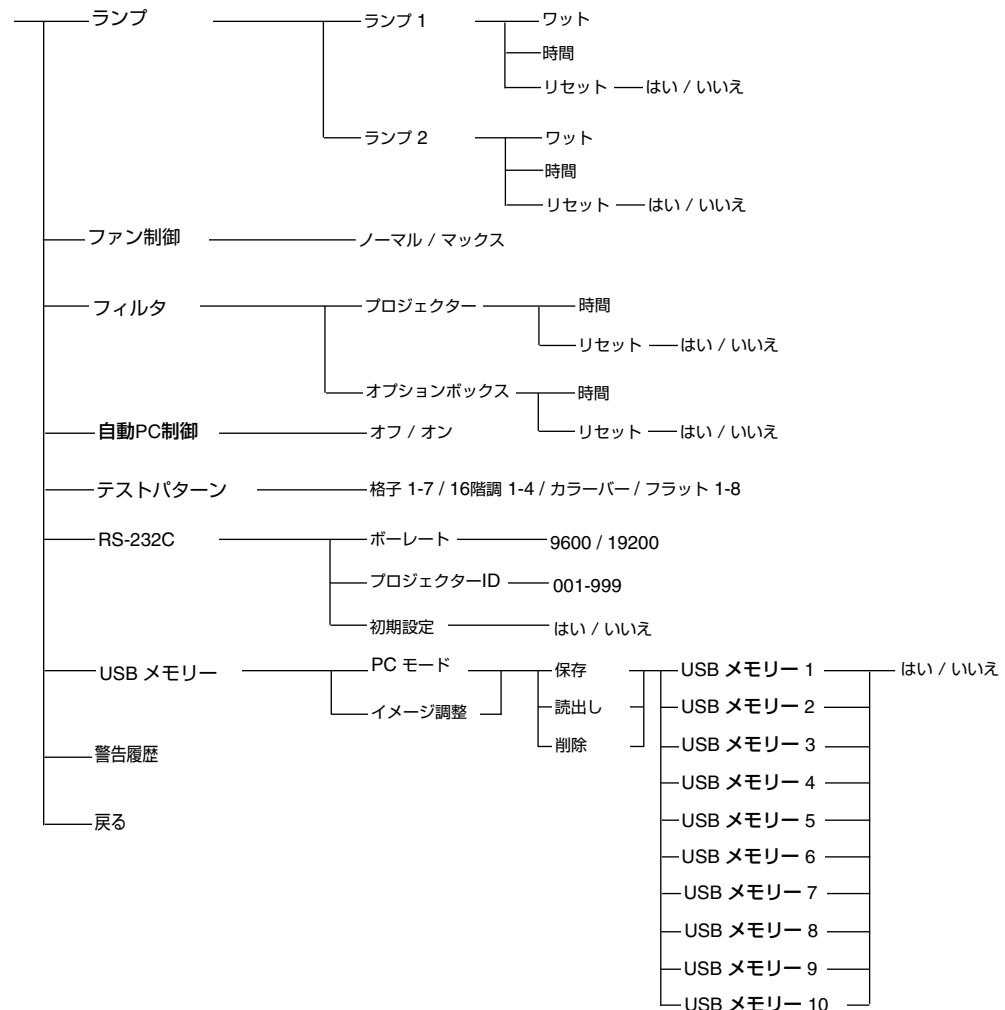 ランプ
ランプ 1
ワット
時間
リセット
はい / いいえ
ランプ 2
ワット
時間
リセット
はい / いいえ
ファン制御
ノーマル / マックス
フィルタ
プロジェクター
時間
リセット
はい / いいえ
オプションボックス
時間
リセット
はい / いいえ
自動PC制御
オフ / オン
テストパターン
格子 1-7 / 16階調 1-4 / カラーバー / フラット 1-8
RS-232C
ボーレート
9600 / 19200
プロジェクターID
001-999
初期設定
はい / いいえ
USB メモリー
PC モード
イメージ調整
保存
読出し
削除
USB メモリー 1
はい / いいえ
USB メモリー 2
USB メモリー 3
USB メモリー 4
USB メモリー 5
USB メモリー 6
USB メモリー 7
USB メモリー 8
USB メモリー 9
USB メモリー 10
警告履歴
戻る